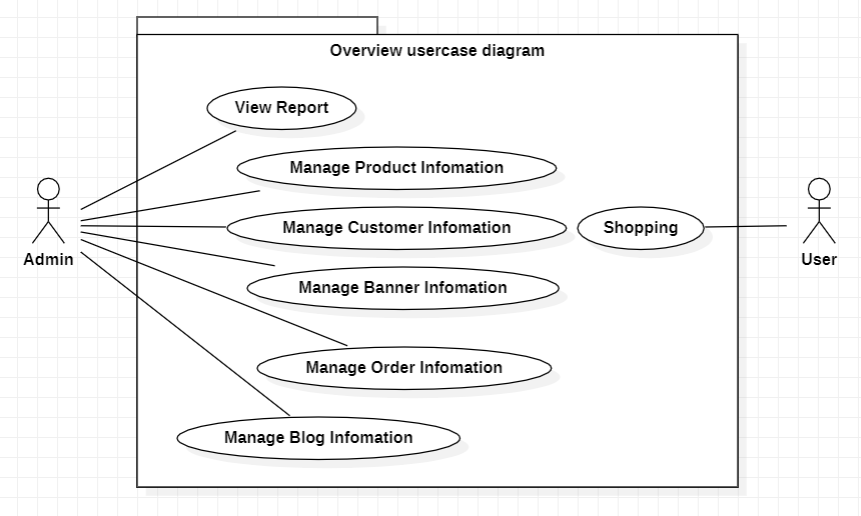 Overview usercase diagram
View Report
Manage Product Infomation
Manage Customer Infomation
Shopping
Admin
User
Manage Banner Infomation
Manage Order Infomation
Manage Blog Infomation